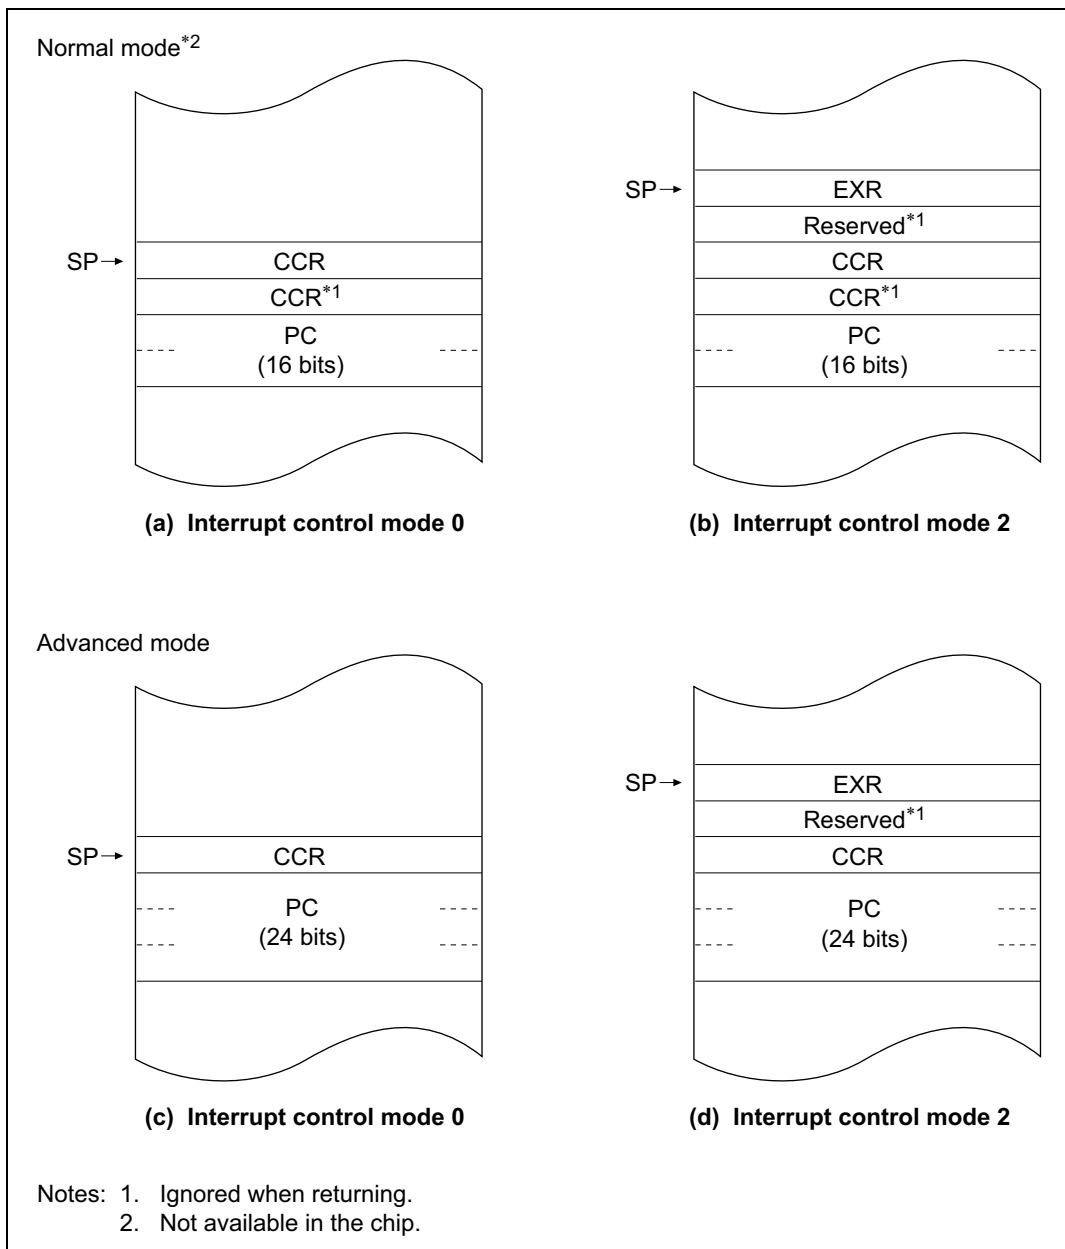 Normal mode*2
SP→ CCR
CCR*1
PC
(16 bits)
(a) Interrupt control mode 0
SP→ EXR
Reserved*1
CCR
CCR*1
PC
(16 bits)
(b) Interrupt control mode 2
Advanced mode
SP→ CCR
PC
(24 bits)
(c) Interrupt control mode 0
SP→ EXR
Reserved*1
CCR
PC
(24 bits)
(d) Interrupt control mode 2
Notes: 1. Ignored when returning.
2. Not available in the chip.